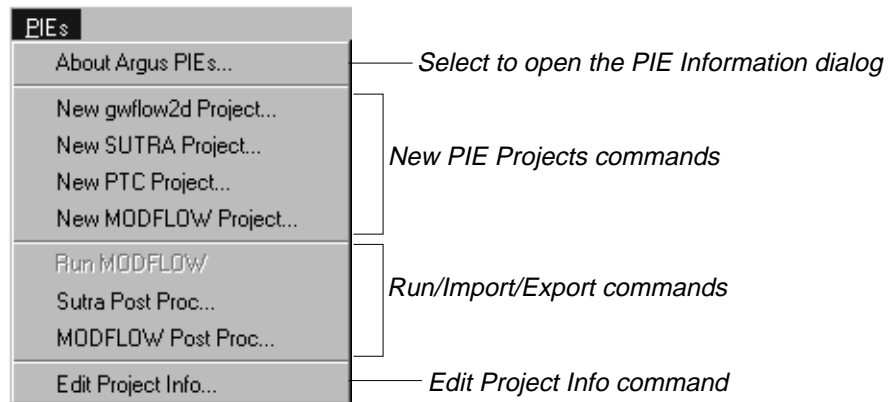 PIEs
About Argus PIEs...
Select to open the PIE Information dialog
New gwflow2d Project...
New SUTRA Project...
New PTC Project...
New MODFLOW Project...
New PIE Projects commands
Run MODFLOW
Sutra Post Proc...
MODFLOW Post Proc...
Run/Import/Export commands
Edit Project Info...
Edit Project Info command